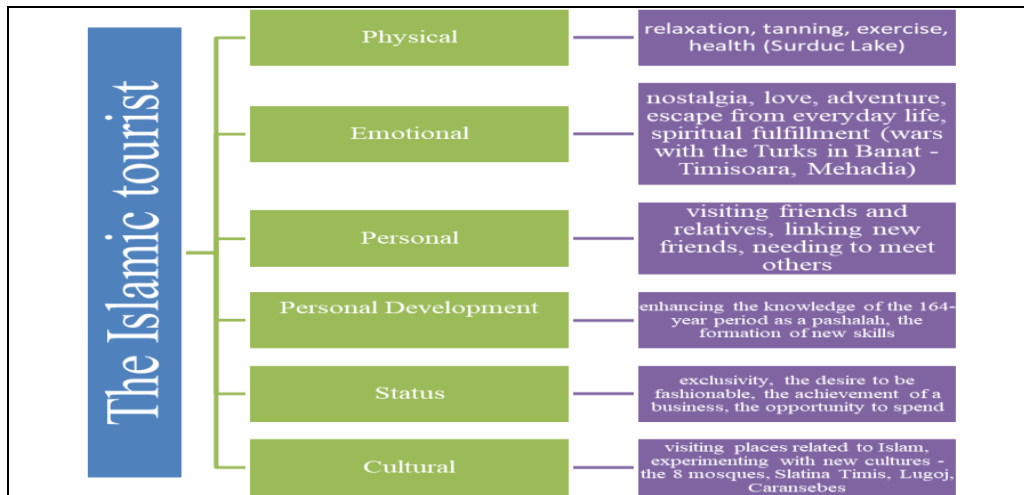 The Islamic tourist
Physical
relaxation, tanning, exercise,
health (Surduc Lake)
Emotional
nostalgia, love, adventure,
escape from everyday life,
spiritual fulfillment (wars
with the Turks in Banat -
Timisoara, Mehadia)
Personal
visiting friends and
relatives, linking new
friends, needing to meet
others
Personal Development
enhancing the knowledge of the 164-
year period as a pashalah, the
formation of new skills
Status
exclusivity, the desire to be
fashionable, the achievement of a
business, the opportunity to spend
Cultural
visiting places related to Islam,
experimenting with new cultures -
the 8 mosques, Slatina Timis, Lugoj,
Caransebes